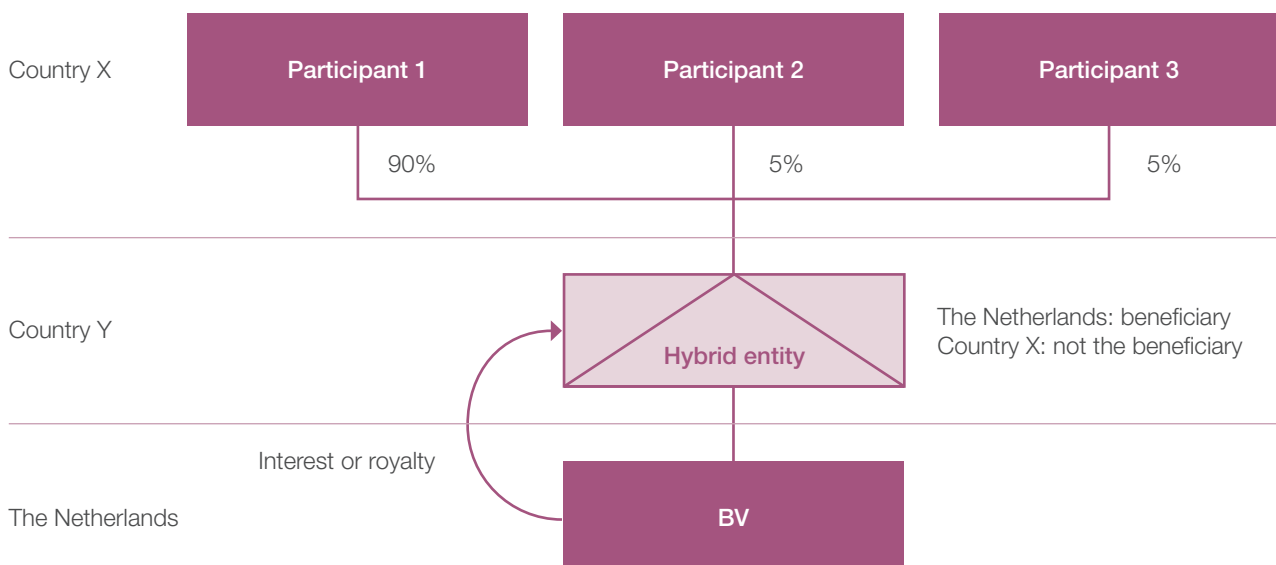 Country X
Participant 1
Participant 2
Participant 3
90%
5%
5%
Country Y
Hybrid entity
The Netherlands: beneficiary
Country X: not the beneficiary
Interest or royalty
The Netherlands
BV